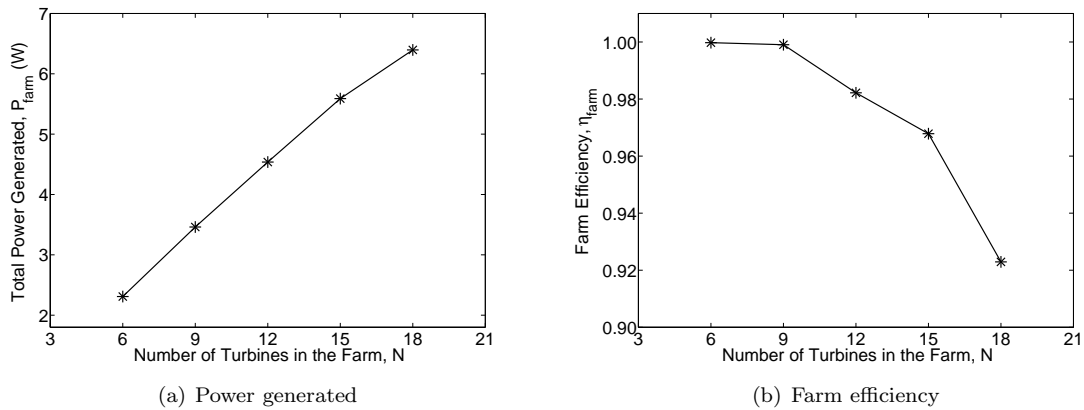 7
6
5
4
3
2
Total Power Generated, P_farm (W)
3 6 9 12 15 18 21
Number of Turbines in the Farm, N
(a) Power generated
1.00
0.98
0.96
0.94
0.92
0.90
Farm Efficiency, η_farm
3 6 9 12 15 18 21
Number of Turbines in the Farm, N
(b) Farm efficiency